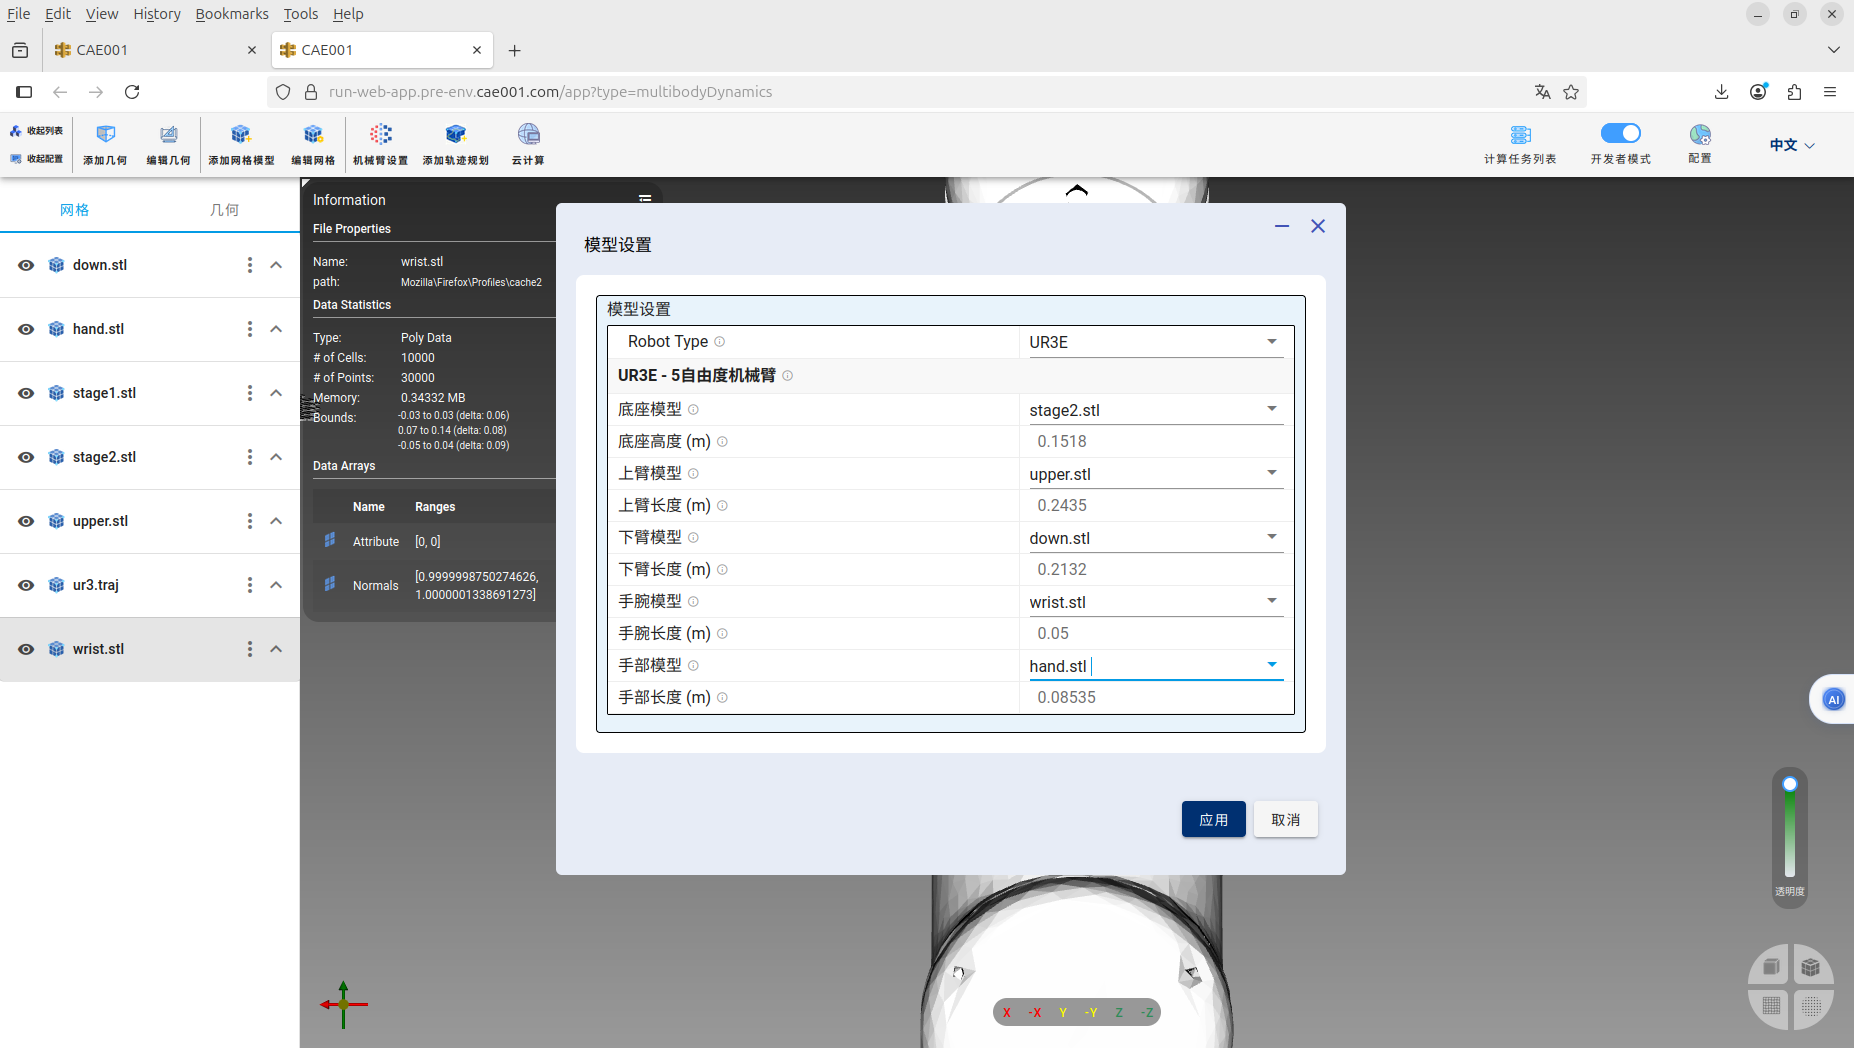 File Edit View History Bookmarks Tools Help
CAE001
CAE001
run-web-app.pre-env.cae001.com/app?type=multibodyDynamics
收起列表
收起配置
添加几何
编辑几何
添加网格模型
编辑网格
机械臂设置
添加轨迹规划
云计算
计算任务列表
开发者模式
配置
中文
网格
几何
down.stl
hand.stl
stage1.stl
stage2.stl
upper.stl
ur3.traj
wrist.stl
Information
File Properties
Name: wrist.stl
path: Mozilla\Firefox\Profiles\cache2
Data Statistics
Type: Poly Data
# of Cells: 10000
# of Points: 30000
Memory: 0.34332 MB
Bounds: -0.03 to 0.03 (delta: 0.06)
0.07 to 0.14 (delta: 0.08)
-0.05 to 0.04 (delta: 0.09)
Data Arrays
Name Ranges
Attribute [0, 0]
Normals [0.9999998750274626,
1.0000001338691273]
模型设置
模型设置
Robot Type UR3E
UR3E - 5自由度机械臂
底座模型 stage2.stl
底座高度 (m) 0.1518
上臂模型 upper.stl
上臂长度 (m) 0.2435
下臂模型 down.stl
下臂长度 (m) 0.2132
手腕模型 wrist.stl
手腕长度 (m) 0.05
手部模型 hand.stl
手部长度 (m) 0.08535
应用
取消
AI
透明度
X -X Y -Y Z -Z